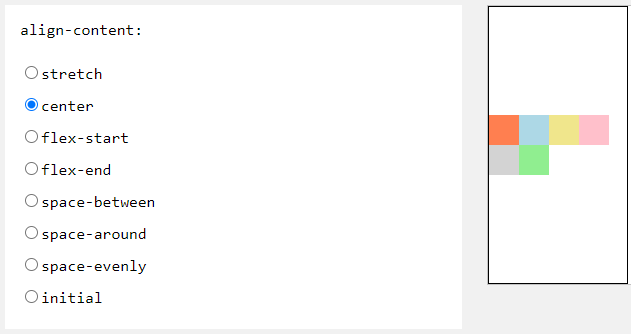 align-content:
stretch
center
flex-start
flex-end
space-between
space-around
space-evenly
initial